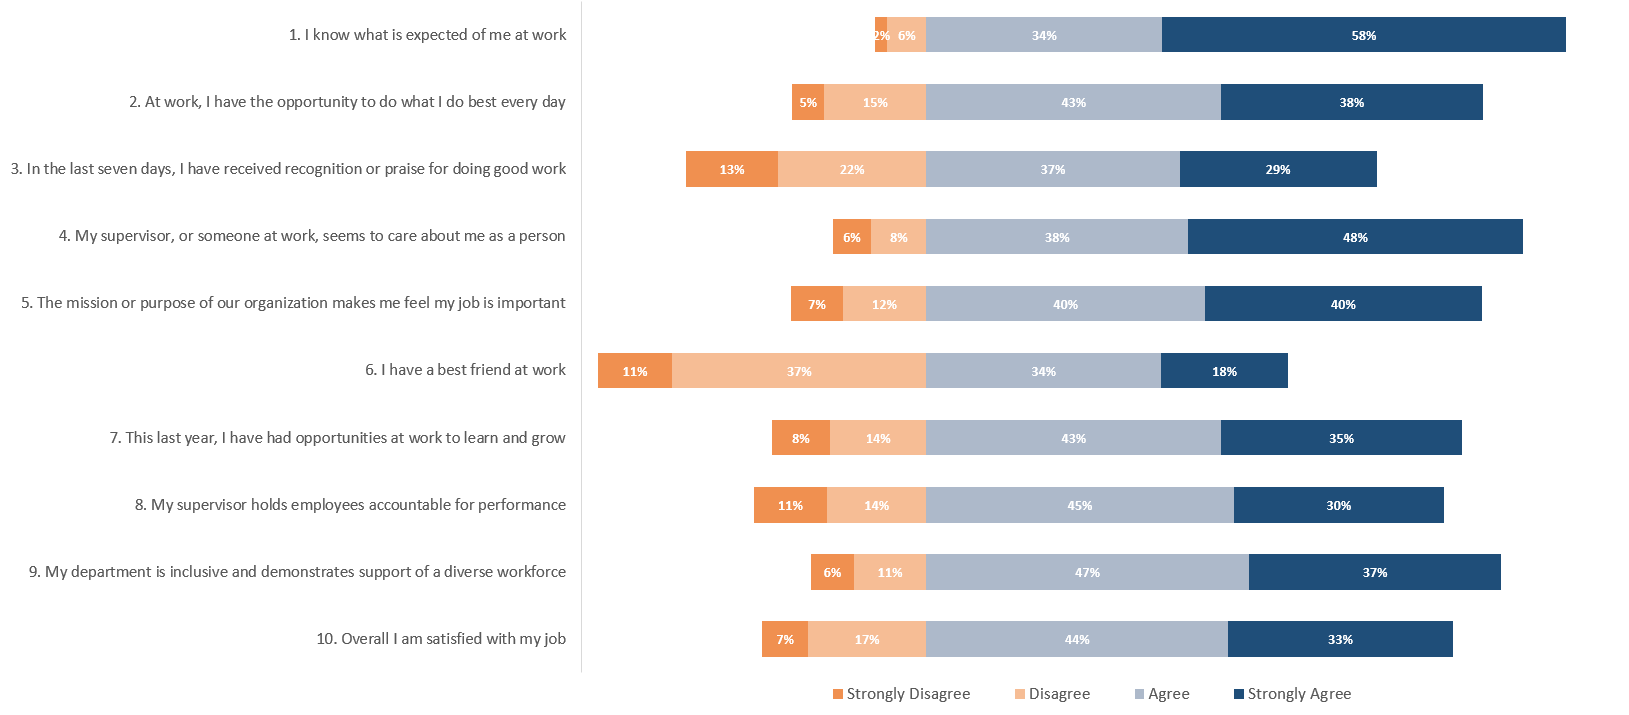 1. I know what is expected of me at work
2% 6% 34% 58%
2. At work, I have the opportunity to do what I do best every day
5% 15% 43% 38%
3. In the last seven days, I have received recognition or praise for doing good work
13% 22% 37% 29%
4. My supervisor, or someone at work, seems to care about me as a person
6% 8% 38% 48%
5. The mission or purpose of our organization makes me feel my job is important
7% 12% 40% 40%
6. I have a best friend at work
11% 37% 34% 18%
7. This last year, I have had opportunities at work to learn and grow
8% 14% 43% 35%
8. My supervisor holds employees accountable for performance
11% 14% 45% 30%
9. My department is inclusive and demonstrates support of a diverse workforce
6% 11% 47% 37%
10. Overall I am satisfied with my job
7% 17% 44% 33%
Strongly Disagree Disagree Agree Strongly Agree